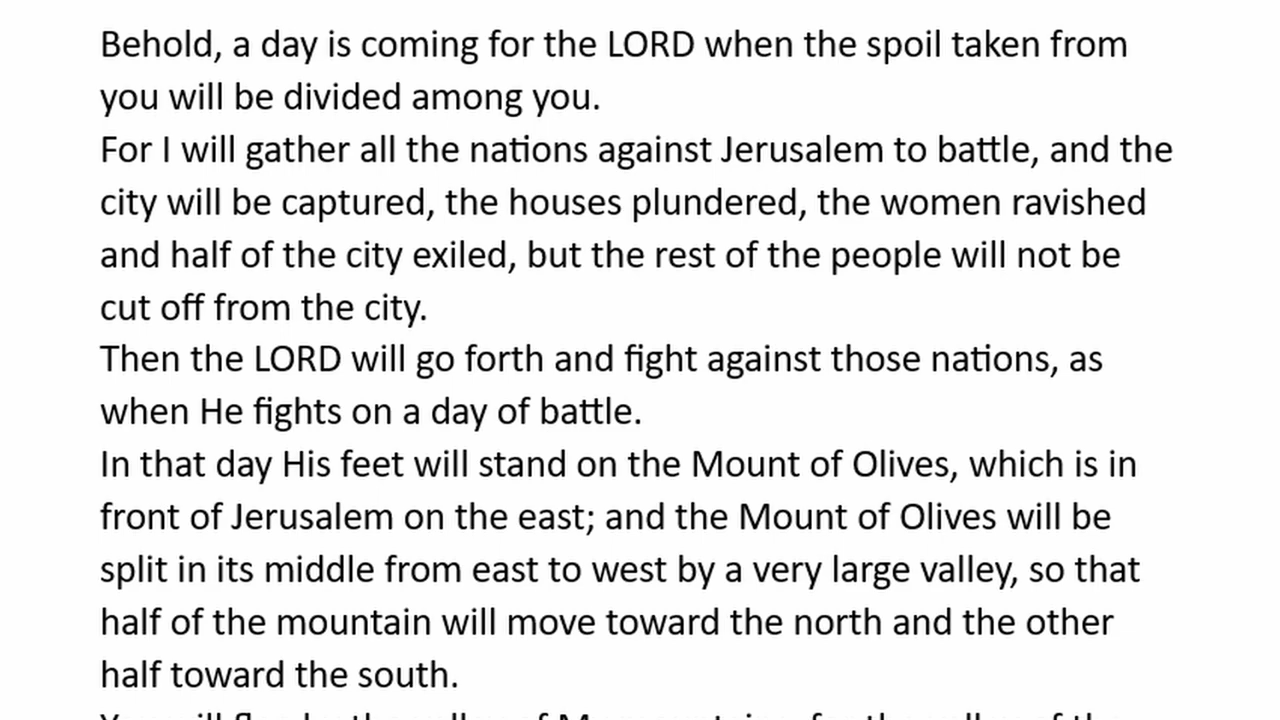 Behold, a day is coming for the LORD when the spoil taken from
you will be divided among you.
For I will gather all the nations against Jerusalem to battle, and the
city will be captured, the houses plundered, the women ravished
and half of the city exiled, but the rest of the people will not be
cut off from the city.
Then the LORD will go forth and fight against those nations, as
when He fights on a day of battle.
In that day His feet will stand on the Mount of Olives, which is in
front of Jerusalem on the east; and the Mount of Olives will be
split in its middle from east to west by a very large valley, so that
half of the mountain will move toward the north and the other
half toward the south.